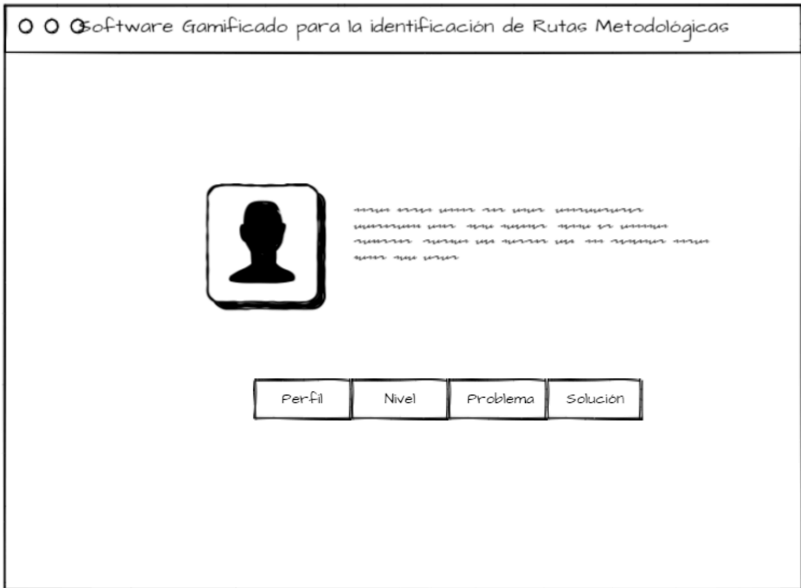 Software Gamificado para la identificación de Rutas Metodológicas
Perfil
Nivel
Problema
Solución